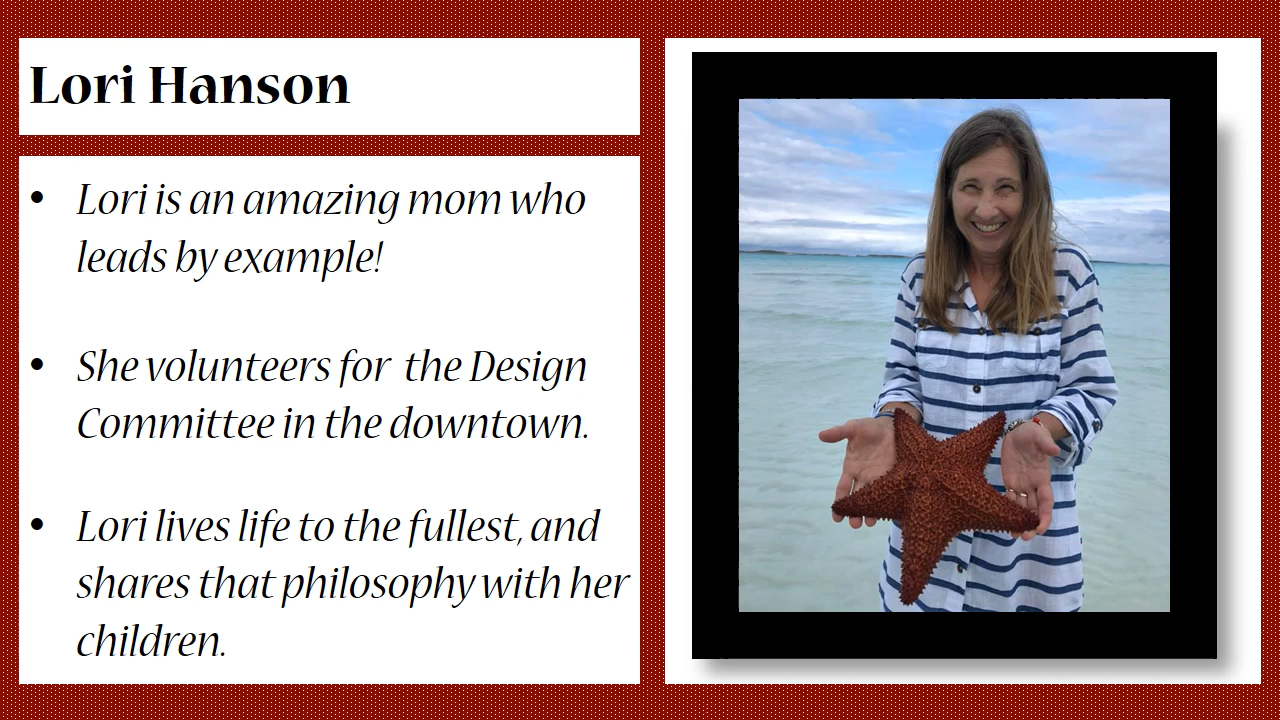 Lori Hanson
• Lori is an amazing mom who
leads by example!
• She volunteers for  the Design
Committee in the downtown.
• Lori lives life to the fullest, and
shares that philosophy with her
children.